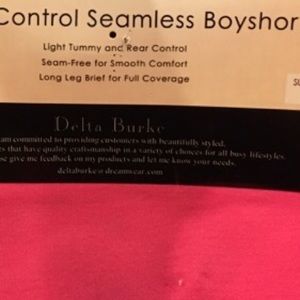 Control Seamless Boyshor
Light Tummy and Rear Control
Seam-Free for Smooth Comfort
Long Leg Brief for Full Coverage
SU
Delta Burke
am committed to providing customers with beautifully styled,
ts that have quality craftsmanship in a variety of choices for all busy lifestyles.
se give me feedback on my products and let me know your needs.
deltaburke@dreamwear.com